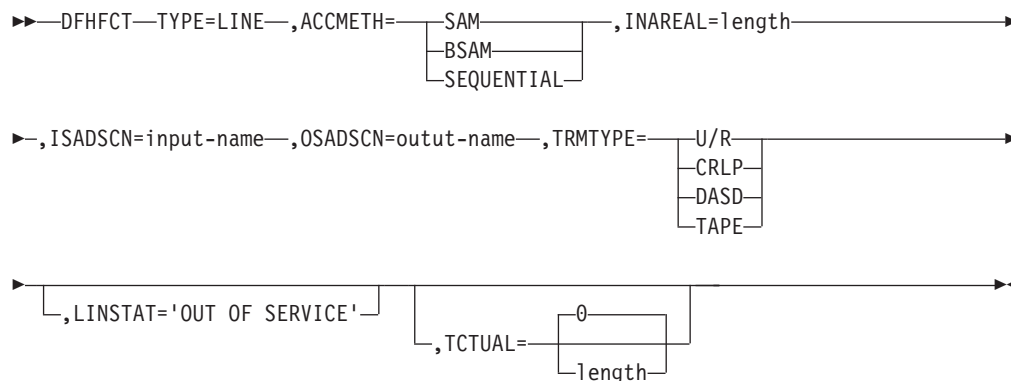 DFHFCT TYPE=LINE ,ACCMETH= SAM ,INAREAL=length
BSAM
SEQUENTIAL
,ISADSCN=input-name ,OSADSCN=outut-name ,TRMTYPE= U/R
CRLP
DASD
TAPE
,LINSTAT='OUT OF SERVICE'
0
,TCTUAL=
length